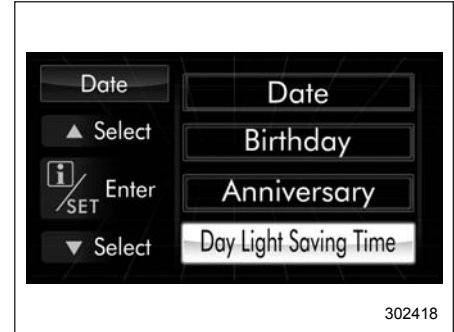 Date
▲ Select
i/SET Enter
▼ Select
Date
Birthday
Anniversary
Day Light Saving Time
302418